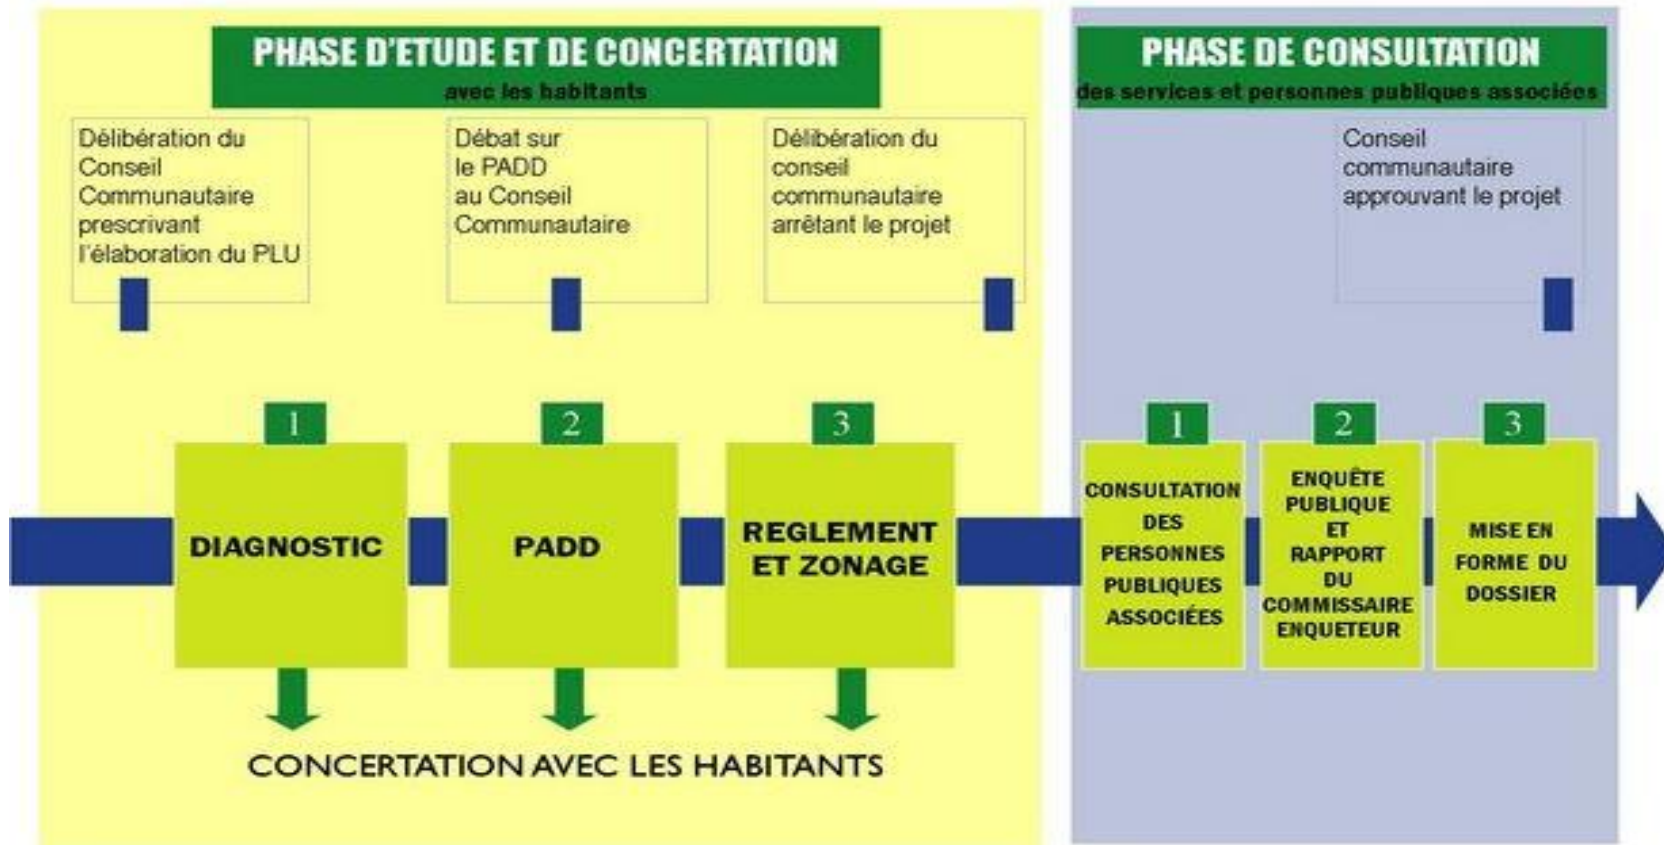 PHASE D'ETUDE ET DE CONCERTATION
avec les habitants
Délibération du
Conseil
Communautaire
prescrivant
l'élaboration du PLU
Débat sur
le PADD
au Conseil
Communautaire
Délibération du
conseil
communautaire
arrêtant le projet
1
DIAGNOSTIC
2
PADD
3
REGLEMENT
ET ZONAGE
CONCERTATION AVEC LES HABITANTS
PHASE DE CONSULTATION
des services et personnes publiques associées
Conseil
communautaire
approuvant le projet
1
CONSULTATION
DES
PERSONNES
PUBLIQUES
ASSOCIÉES
2
ENQUÊTE
PUBLIQUE
ET
RAPPORT
DU
COMMISSAIRE
ENQUETEUR
3
MISE EN
FORME DU
DOSSIER